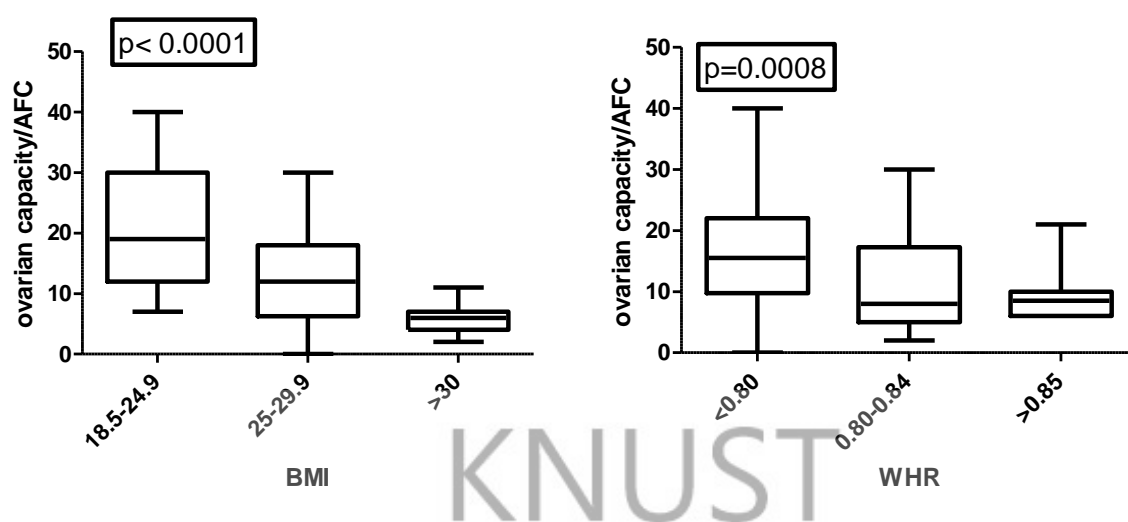 p< 0.0001
ovarian capacity/AFC
50
40
30
20
10
0
18.5-24.9
25-29.9
>30
BMI
p=0.0008
ovarian capacity/AFC
50
40
30
20
10
0
<0.80
0.80-0.84
>0.85
WHR
KNUST